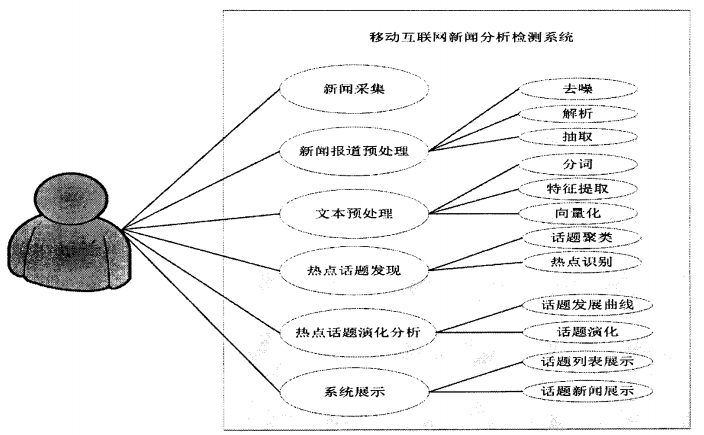 移动互联网新闻分析检测系统
新闻采集
去噪
解析
新闻报道预处理
抽取
分词
特征提取
文本预处理
向量化
话题聚类
热点话题发现
热点识别
话题发展曲线
热点话题演化分析
话题演化
话题列表展示
系统展示
话题新闻展示